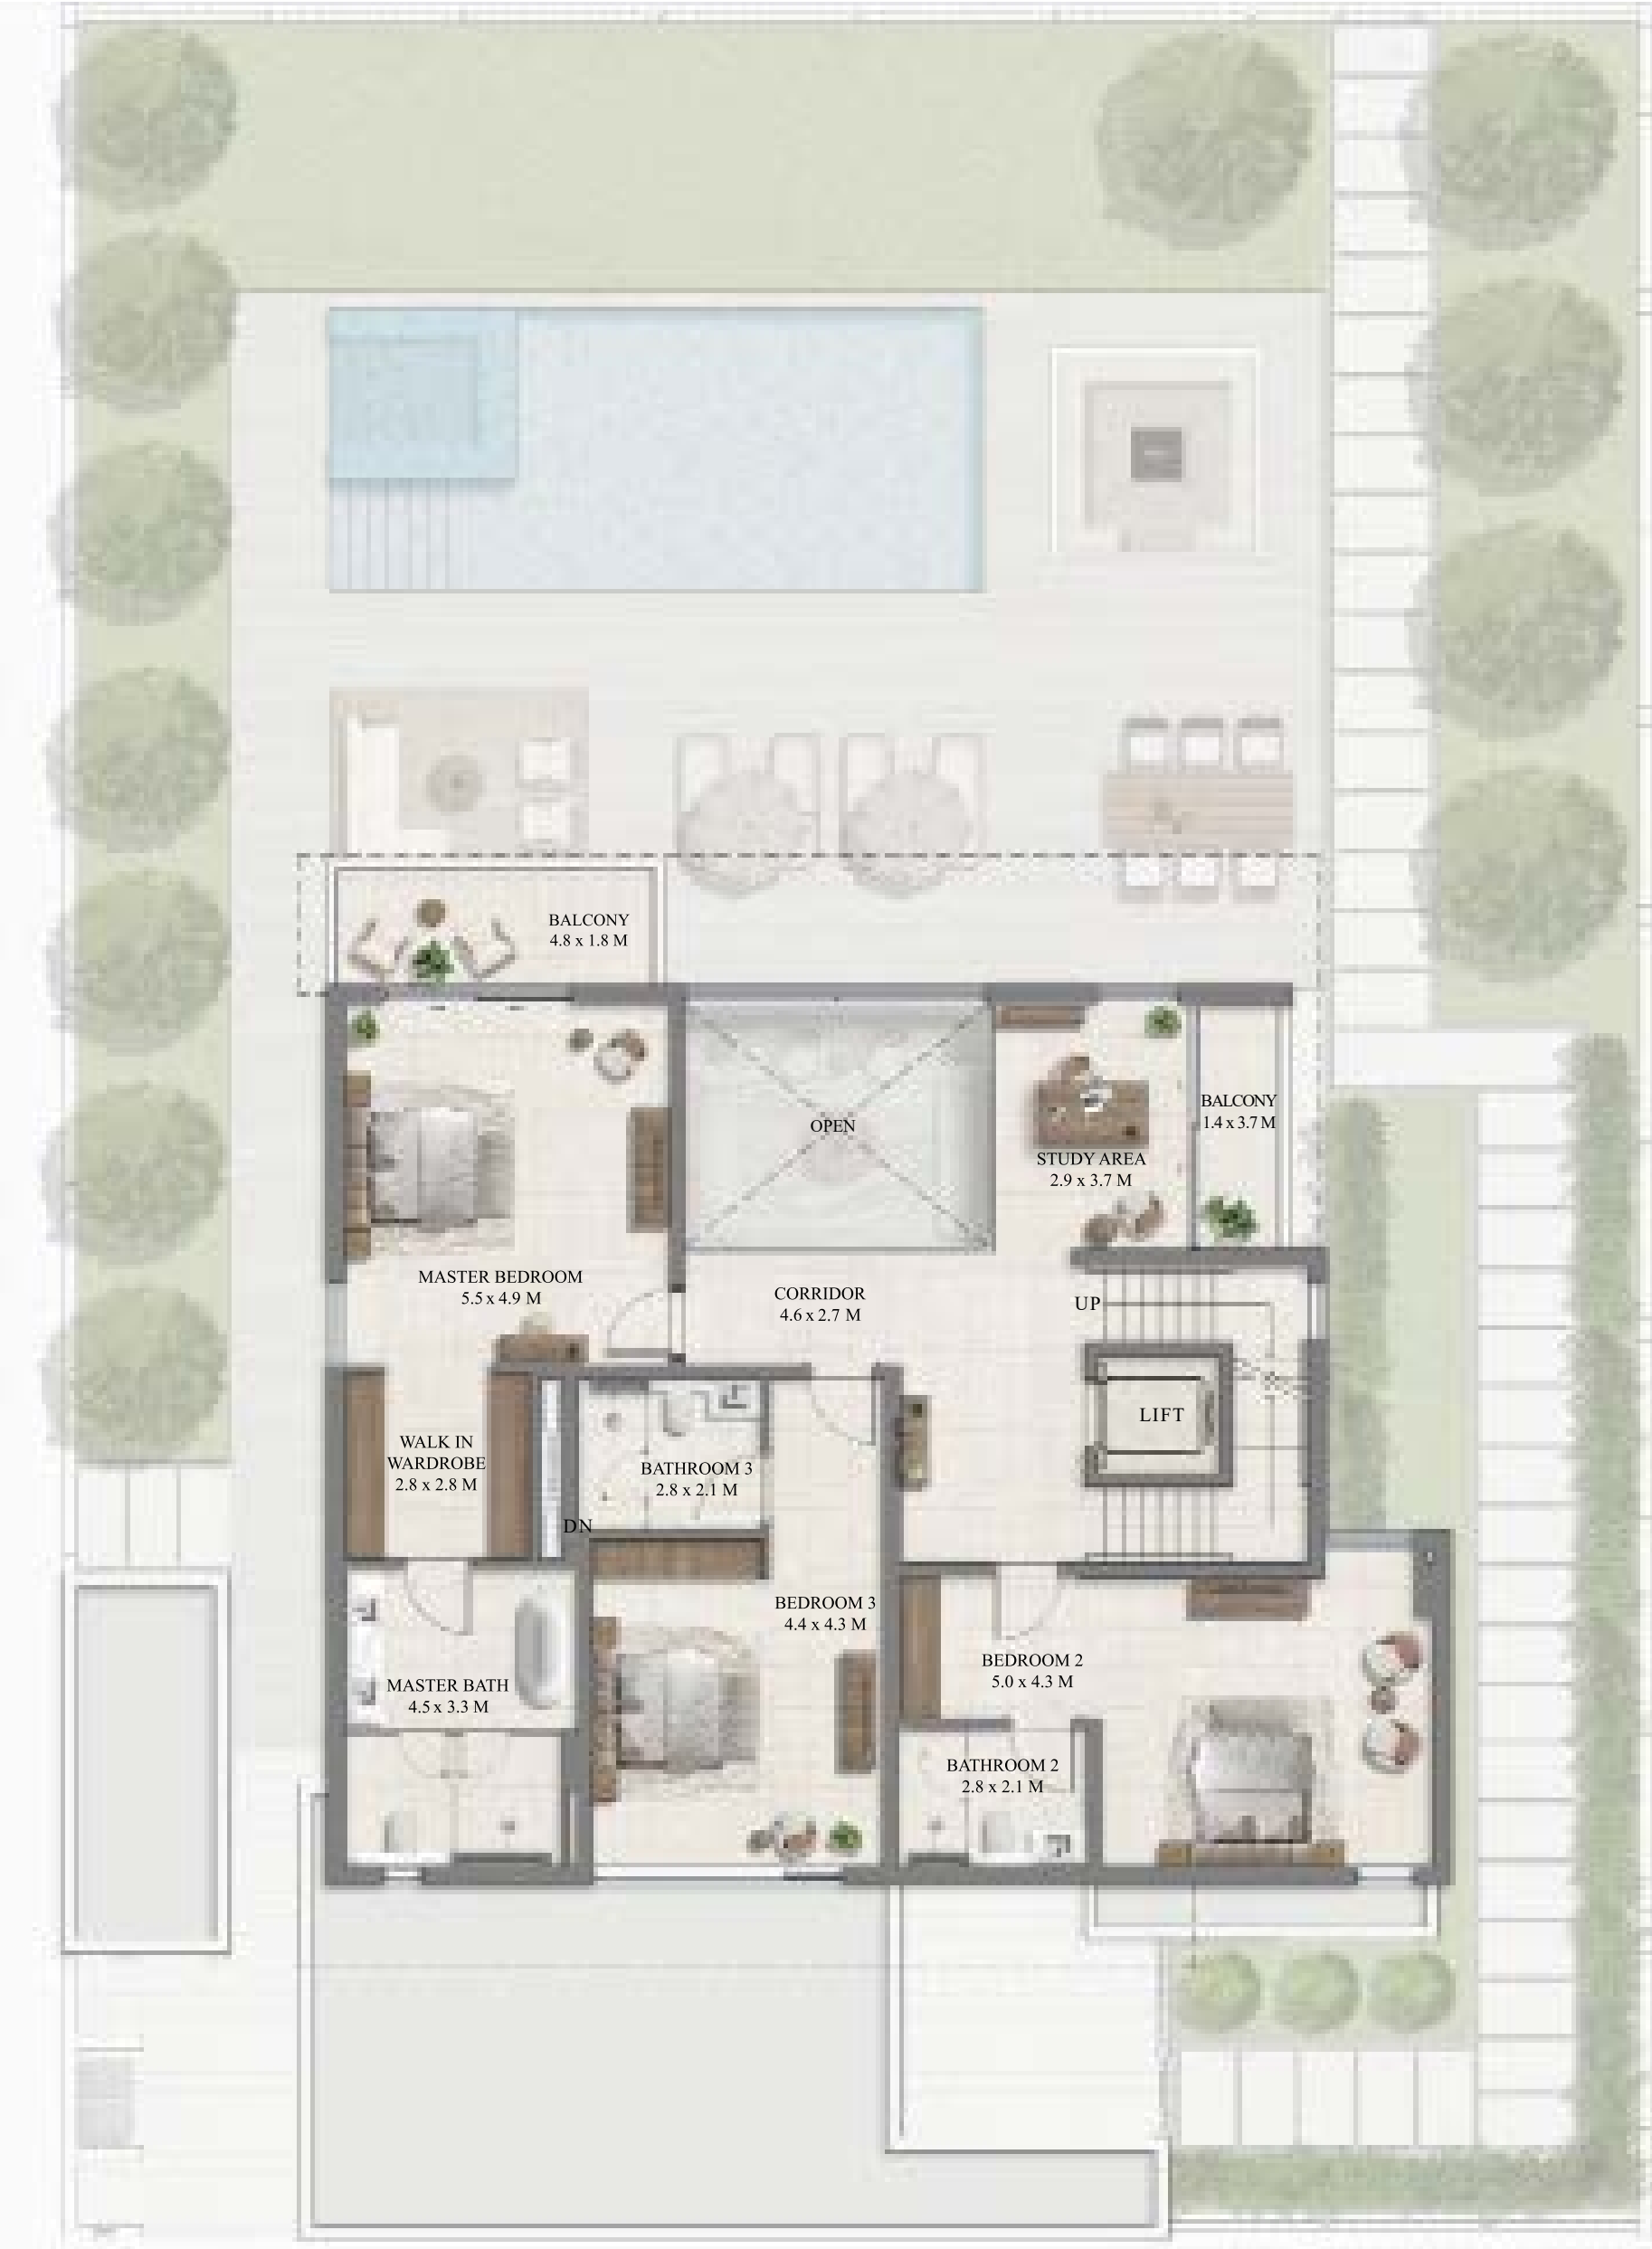 BALCONY
4.8 x 1.8 M
OPEN
BALCONY
1.4 x 3.7 M
STUDY AREA
2.9 x 3.7 M
MASTER BEDROOM
5.5 x 4.9 M
CORRIDOR
4.6 x 2.7 M
UP
LIFT
WALK IN
WARDROBE
2.8 x 2.8 M
BATHROOM 3
2.8 x 2.1 M
DN
BEDROOM 3
4.4 x 4.3 M
BEDROOM 2
5.0 x 4.3 M
MASTER BATH
4.5 x 3.3 M
BATHROOM 2
2.8 x 2.1 M